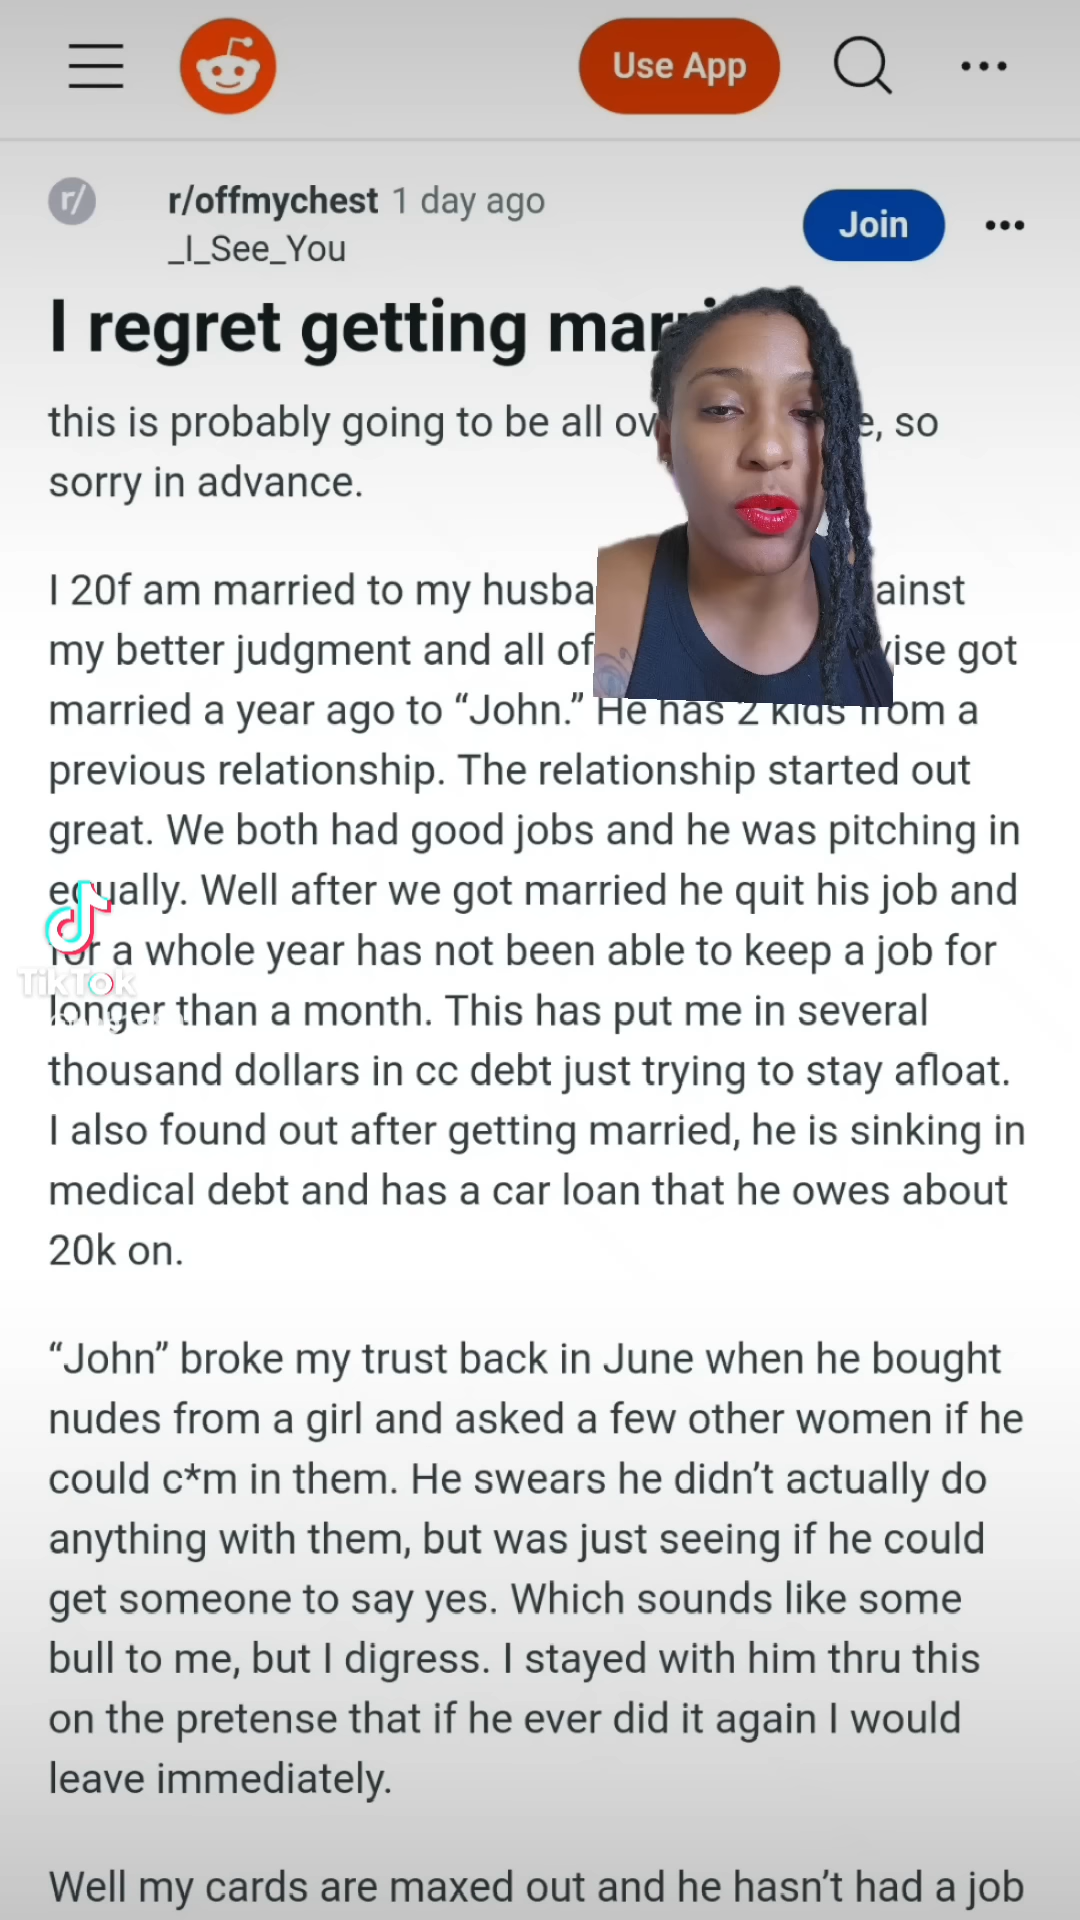 Use App
r/
r/offmychest 1 day ago
_I_See_You
Join
I regret getting
this is probably going to be all so
sorry in advance.
I 20f am married to my
my better judgment and all of got
married a year ago to “John.” He has 2 kids from a
previous relationship. The relationship started out
great. We both had good jobs and he was pitching in
equally. Well after we got married he quit his job and
for a whole year has not been able to keep a job for
longer than a month. This has put me in several
thousand dollars in cc debt just trying to stay afloat.
I also found out after getting married, he is sinking in
medical debt and has a car loan that he owes about
20k on.
“John” broke my trust back in June when he bought
nudes from a girl and asked a few other women if he
could c*m in them. He swears he didn’t actually do
anything with them, but was just seeing if he could
get someone to say yes. Which sounds like some
bull to me, but I digress. I stayed with him thru this
on the pretense that if he ever did it again I would
leave immediately.
Well my cards are maxed out and he hasn’t had a job
TikTok